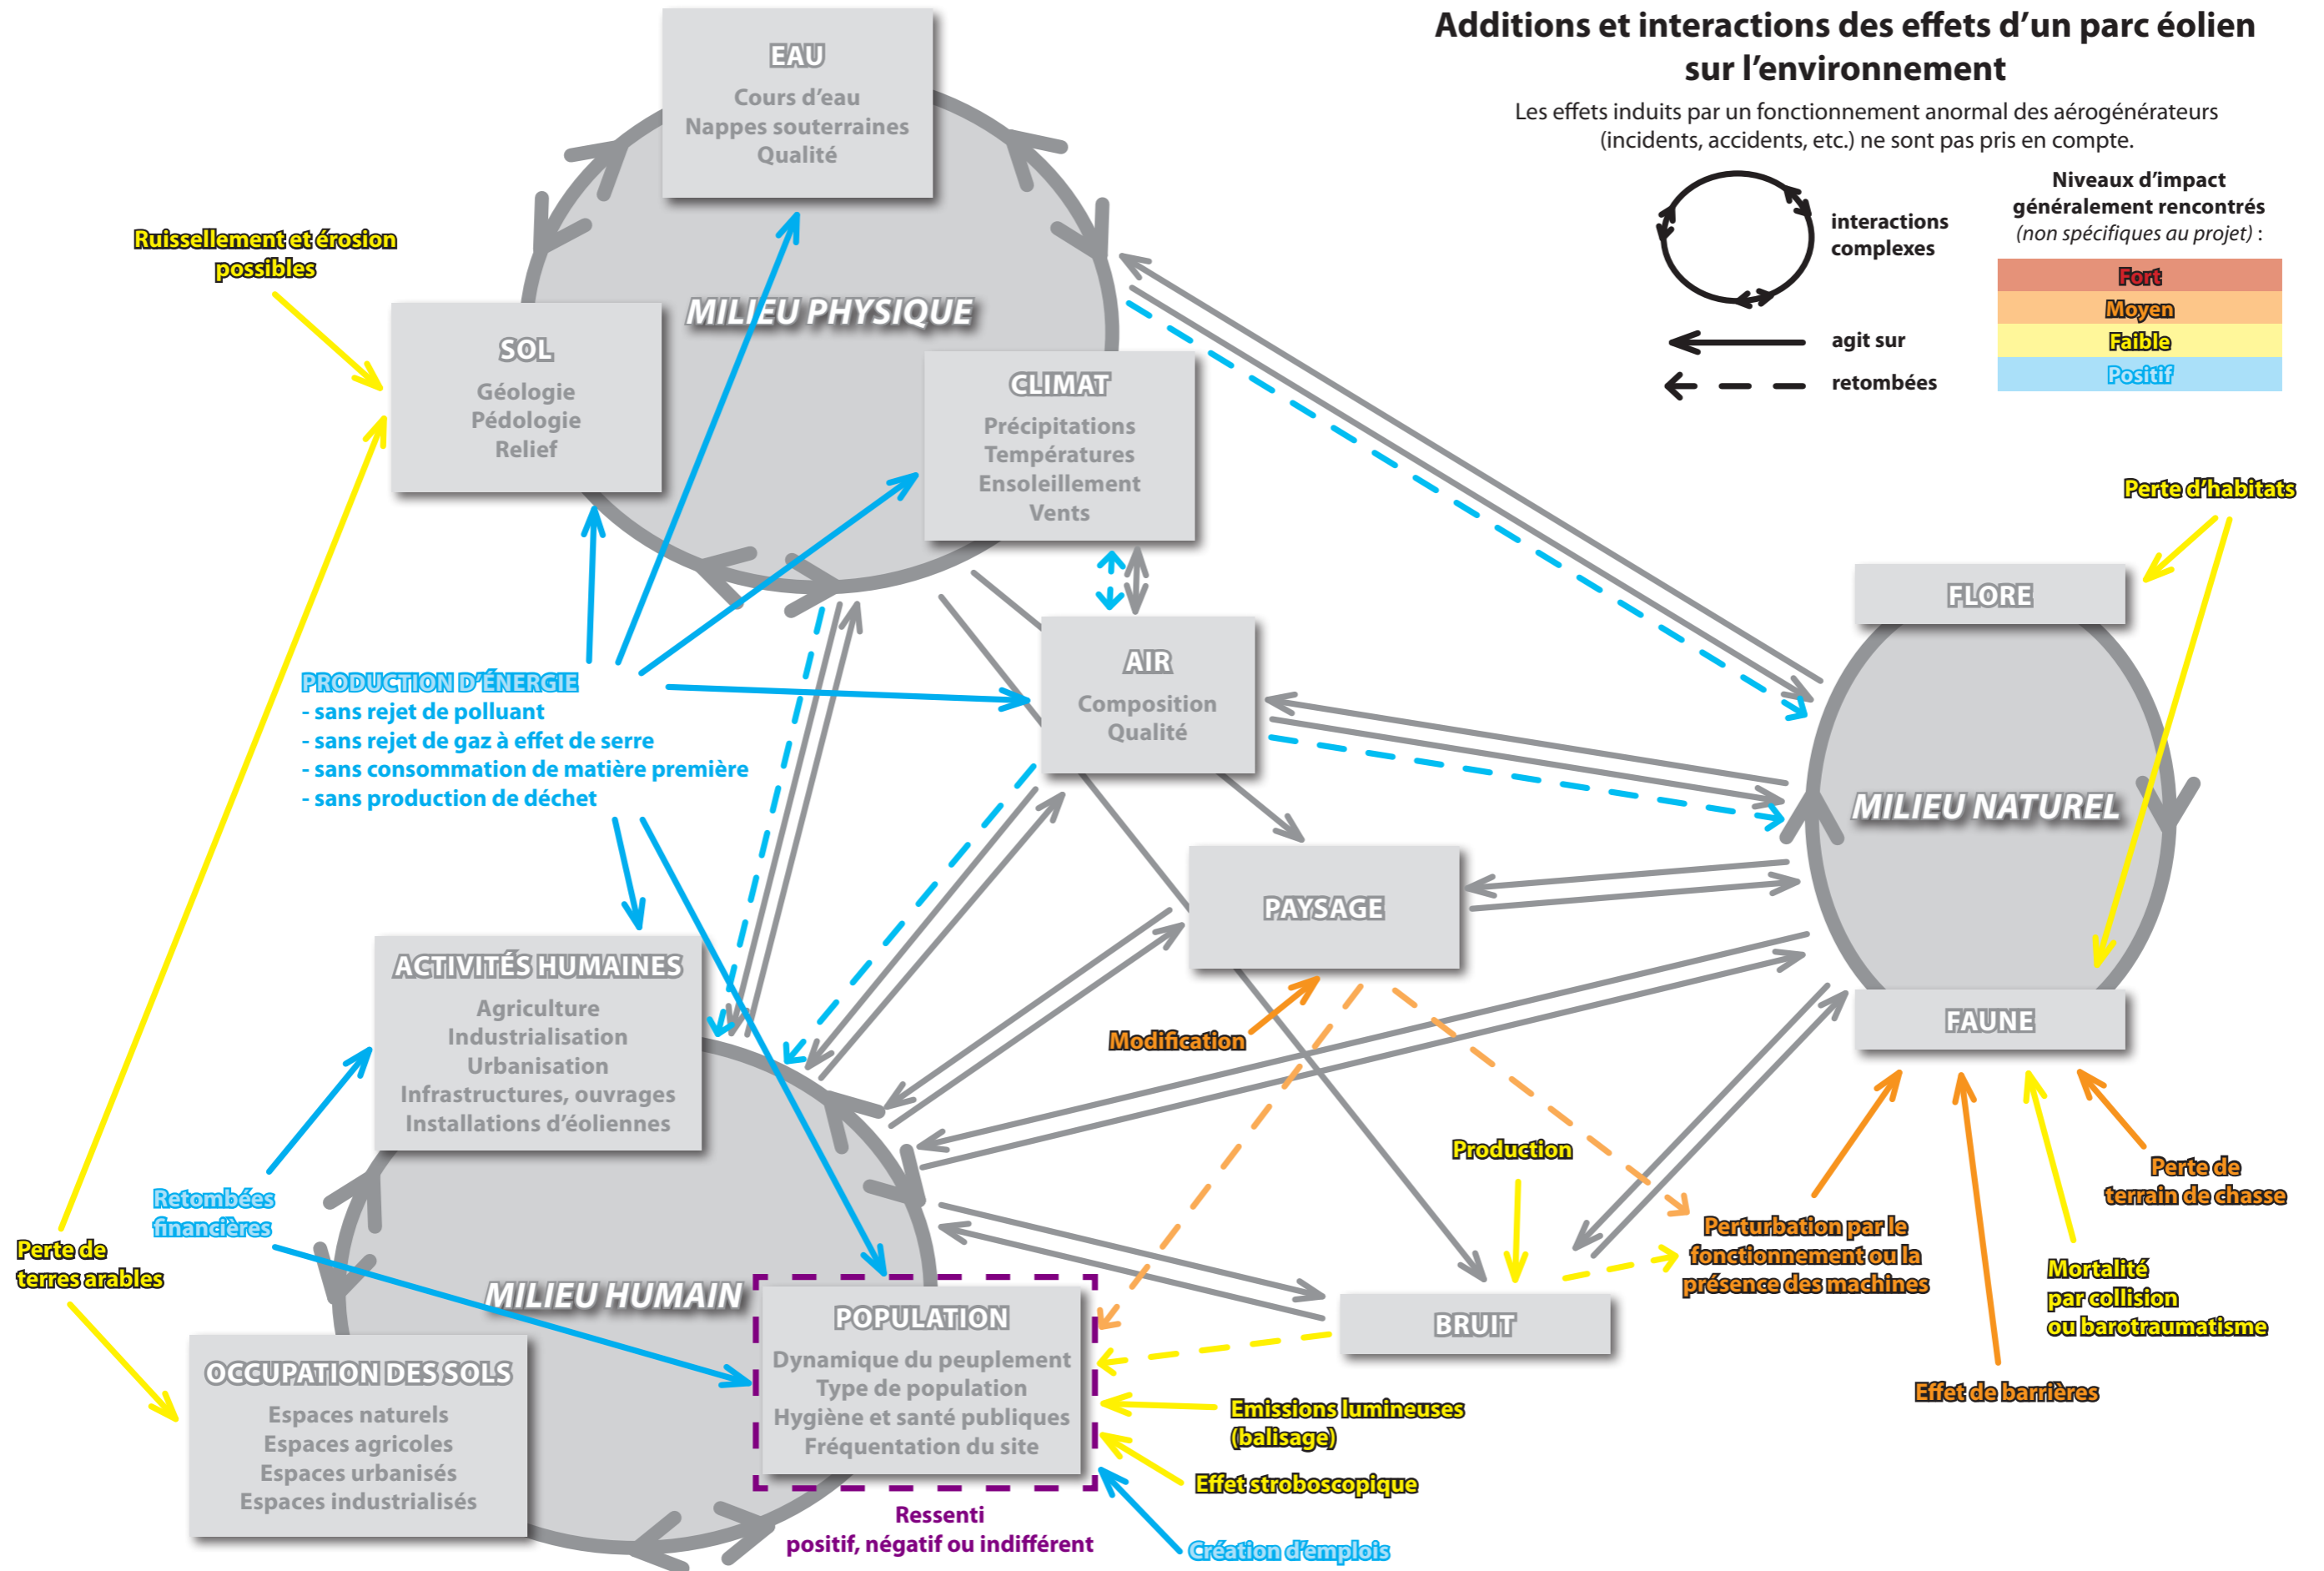 Additions et interactions des effets d’un parc éolien
sur l’environnement
Les effets induits par un fonctionnement anormal des aérogénérateurs
(incidents, accidents, etc.) ne sont pas pris en compte.
interactions
complexes
agit sur
retombées
Niveaux d’impact
généralement rencontrés
(non spécifiques au projet) :
Fort
Moyen
Faible
Positif
EAU
Cours d’eau
Nappes souterraines
Qualité
Ruissellement et érosion
possibles
MILIEU PHYSIQUE
SOL
Géologie
Pédologie
Relief
CLIMAT
Précipitations
Températures
Ensoleillement
Vents
Perte d’habitats
FLORE
AIR
Composition
Qualité
PRODUCTION D’ÉNERGIE
- sans rejet de polluant
- sans rejet de gaz à effet de serre
- sans consommation de matière première
- sans production de déchet
MILIEU NATUREL
PAYSAGE
ACTIVITÉS HUMAINES
Agriculture
Industrialisation
Urbanisation
Infrastructures, ouvrages
Installations d’éoliennes
Modification
FAUNE
Production
Perte de
terrain de chasse
Retombées
financières
Perte de
terres arables
Perturbation par le
fonctionnement ou la
présence des machines
Mortalité
par collision
ou barotraumatisme
MILIEU HUMAIN
POPULATION
Dynamique du peuplement
Type de population
Hygiène et santé publiques
Fréquentation du site
BRUIT
OCCUPATION DES SOLS
Espaces naturels
Espaces agricoles
Espaces urbanisés
Espaces industrialisés
Effet de barrières
Emissions lumineuses
(balisage)
Effet stroboscopique
Ressenti
positif, négatif ou indifférent
Création d’emplois